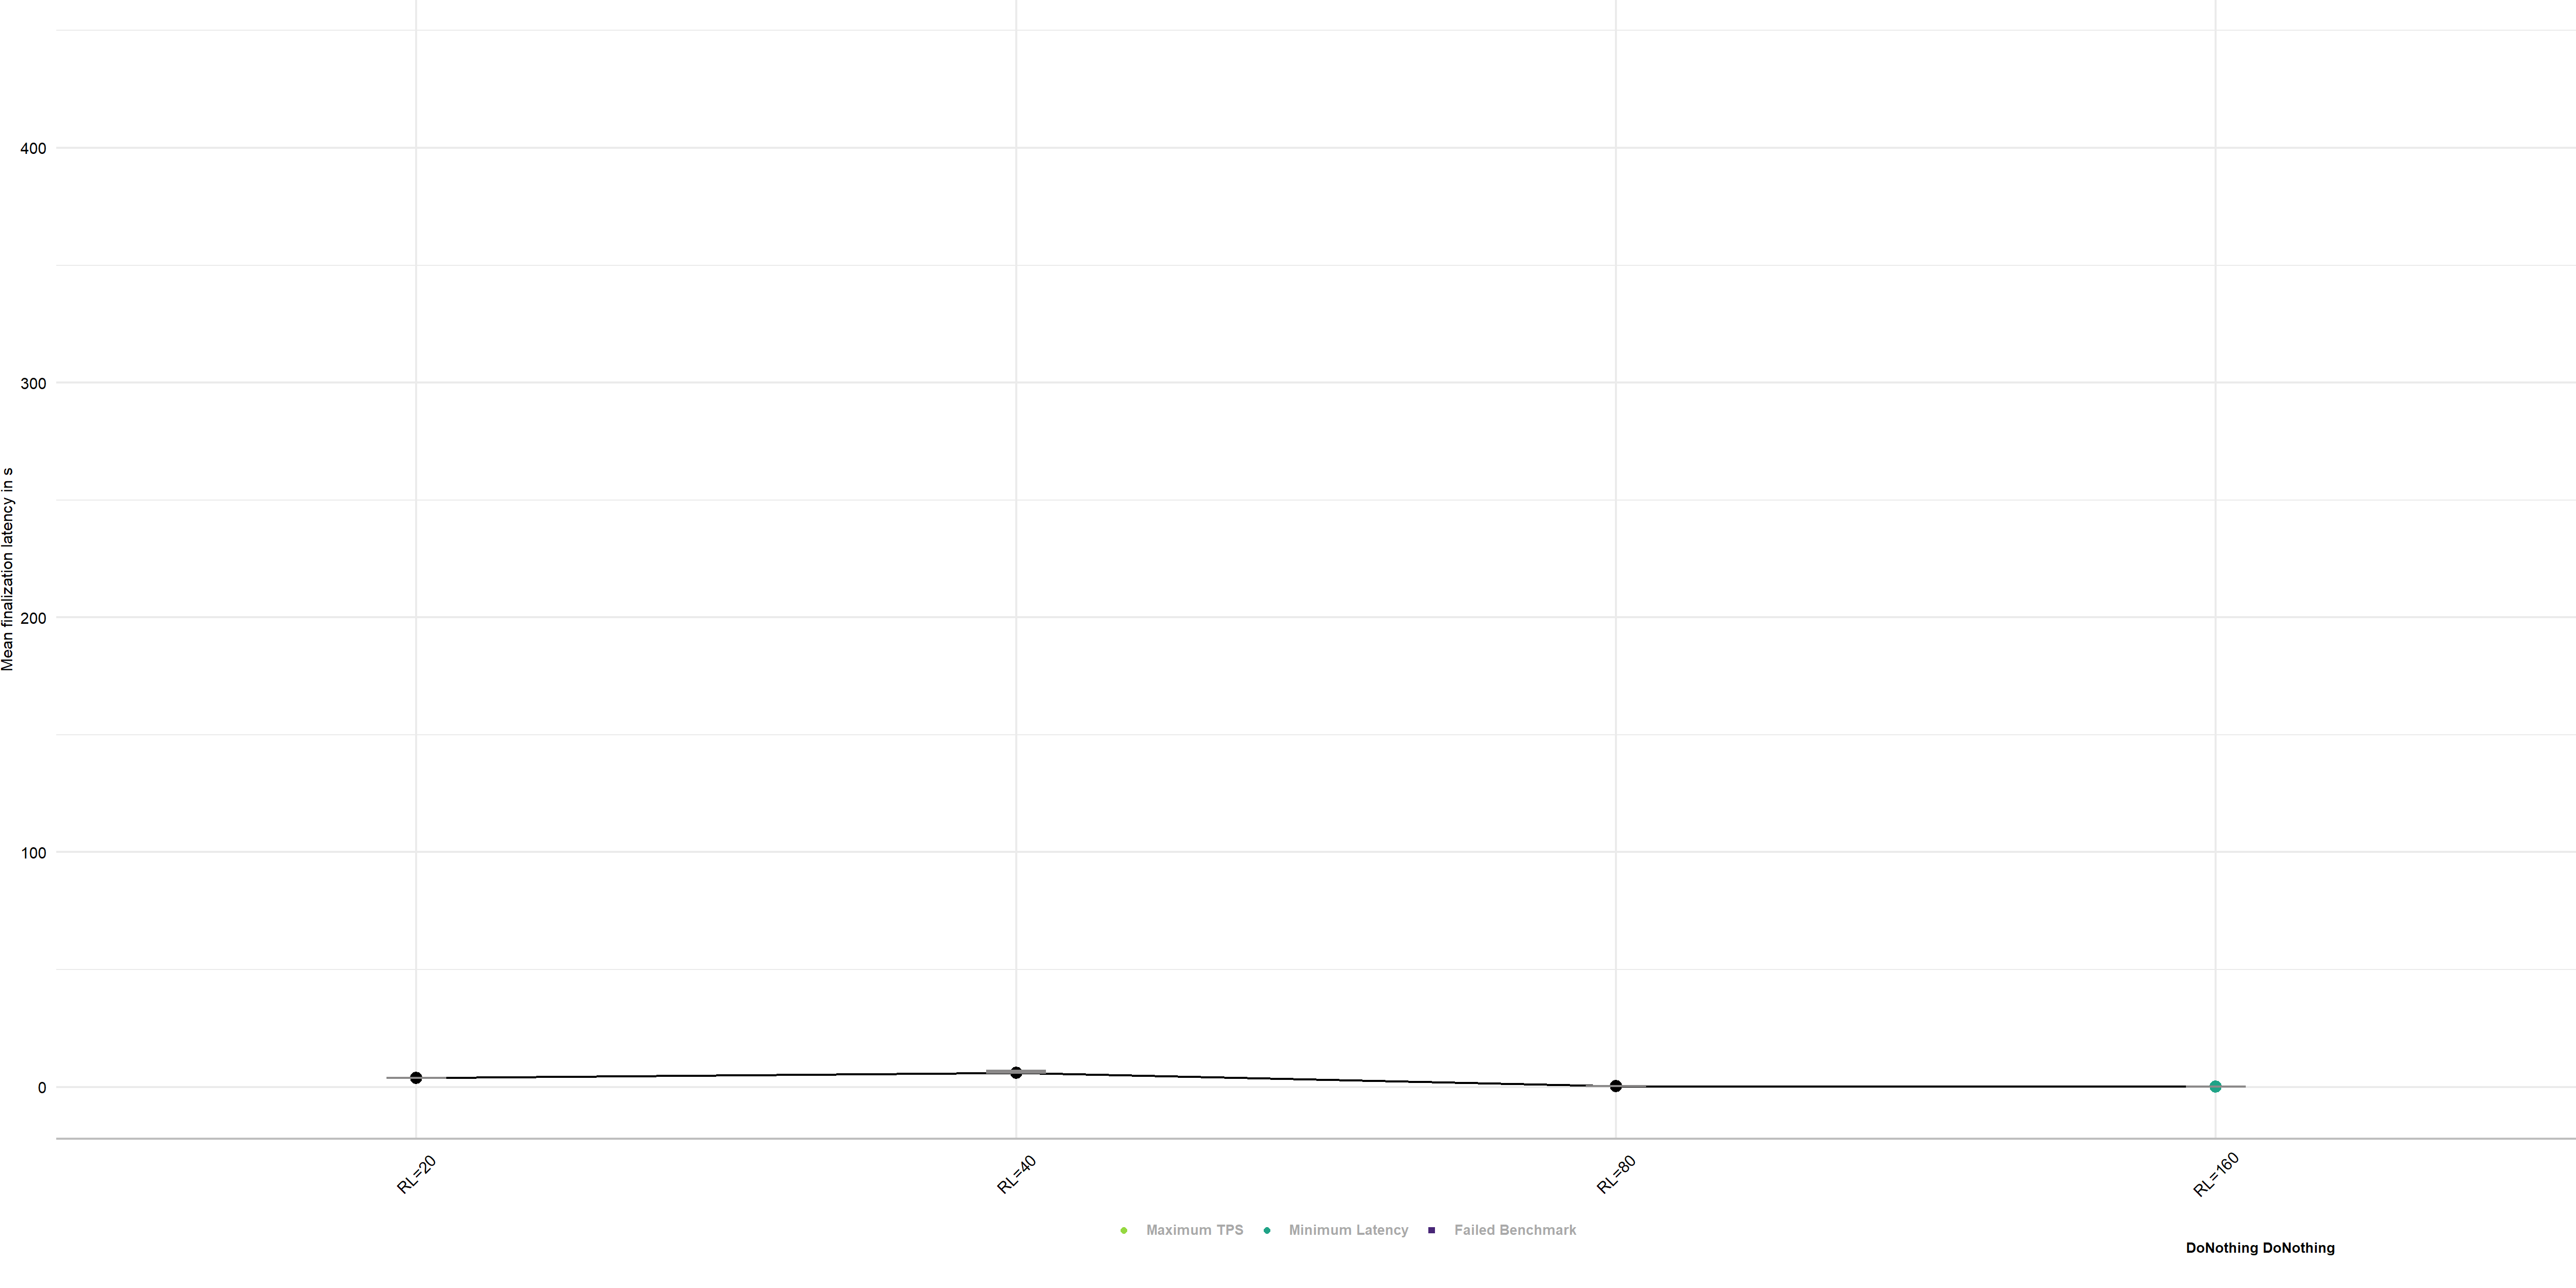 Mean finalization latency in s
400
300
200
100
0
RL=20
RL=40
RL=80
RL=160
Maximum TPS
Minimum Latency
Failed Benchmark
DoNothing DoNothing